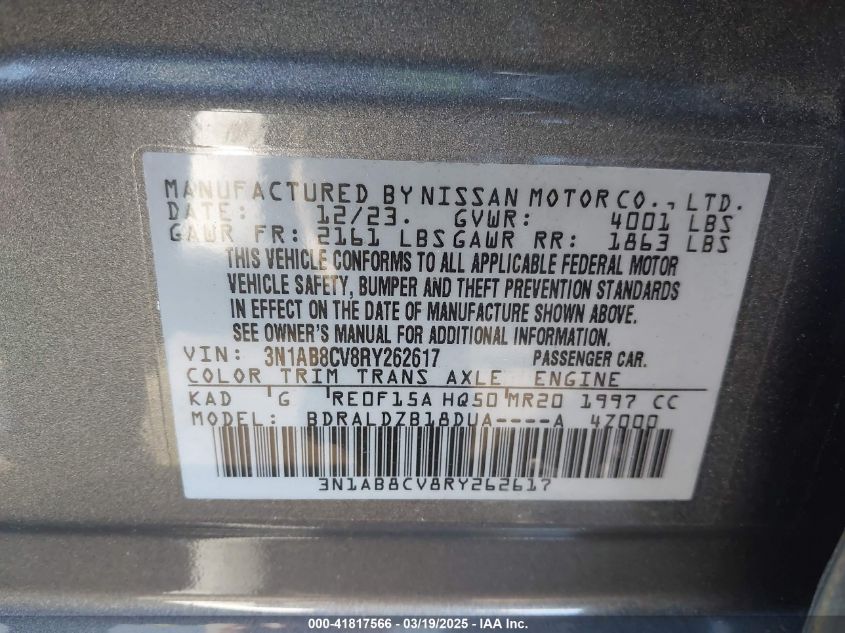 MANUFACTURED BY NISSAN MOTOR CO., LTD.
DATE: 12/23. GVWR: 4001 LBS
GAWR FR: 2161 LBS GAWR RR: 1863 LBS
THIS VEHICLE CONFORMS TO ALL APPLICABLE FEDERAL MOTOR
VEHICLE SAFETY, BUMPER AND THEFT PREVENTION STANDARDS
IN EFFECT ON THE DATE OF MANUFACTURE SHOWN ABOVE.
SEE OWNER'S MANUAL FOR ADDITIONAL INFORMATION.
VIN: 3N1AB8CV8RY262617 PASSENGER CAR.
COLOR TRIM TRANS AXLE ENGINE
KAD G RE0F15A HQ50 MR20 1997 CC
MODEL: BDRALDZB18DUA----A 4Z000
3N1AB8CV8RY262617
000-41817566 - 03/19/2025 - IAA Inc.